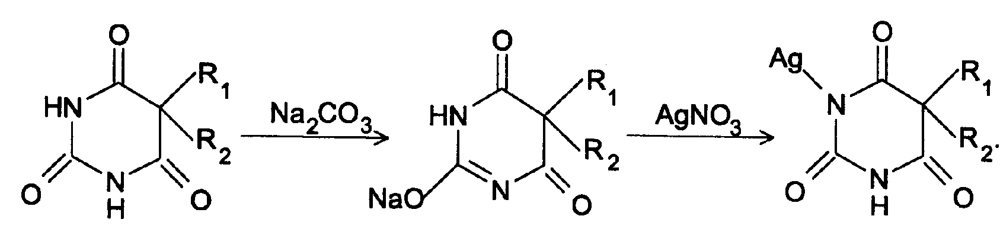 O
HN
R1
R2
O
N
H
O
Na2CO3
O
HN
R1
R2
NaO
N
O
AgNO3
O
Ag
N
R1
R2.
O
N
H
O